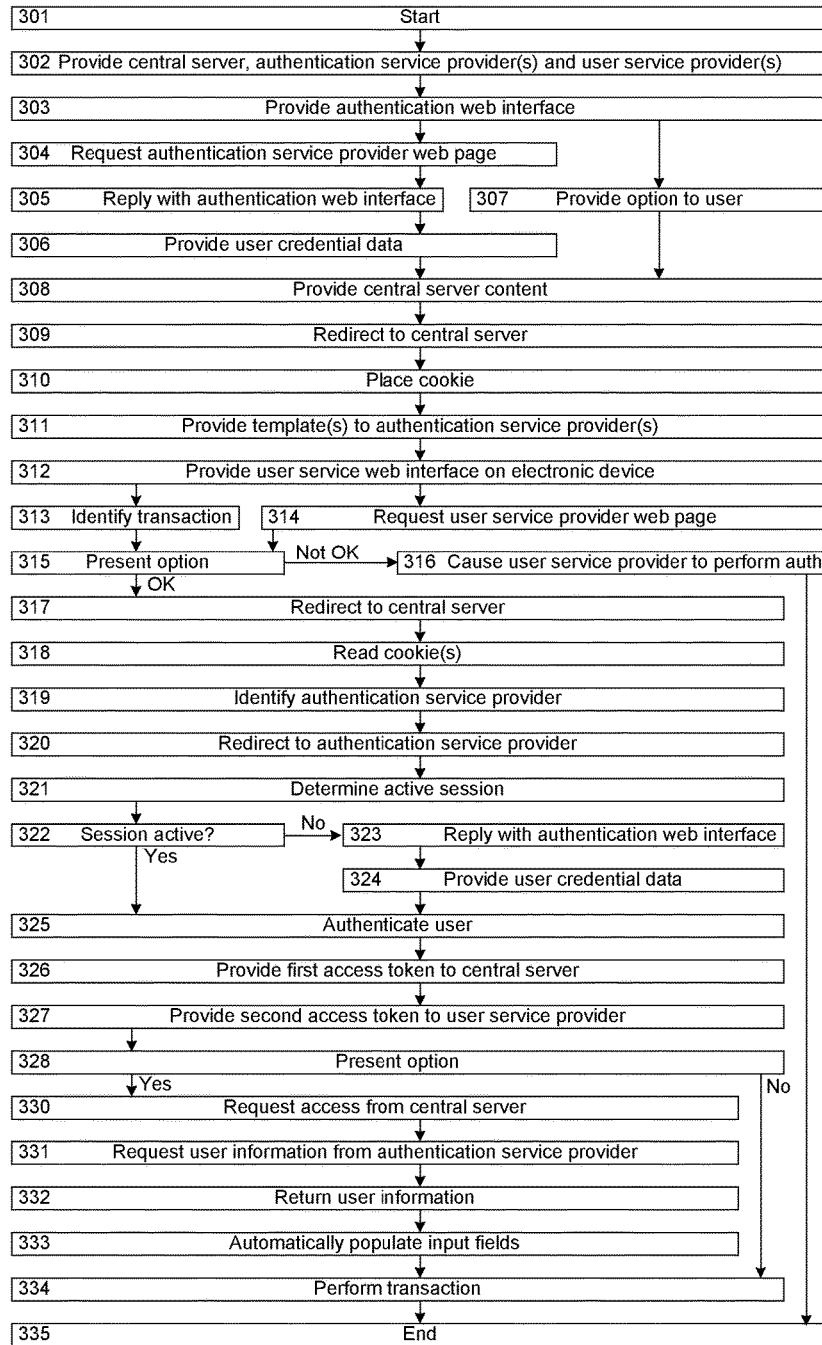 301 Start
302 Provide central server, authentication service provider(s) and user service provider(s)
303 Provide authentication web interface
304 Request authentication service provider web page
305 Reply with authentication web interface
307 Provide option to user
306 Provide user credential data
308 Provide central server content
309 Redirect to central server
310 Place cookie
311 Provide template(s) to authentication service provider(s)
312 Provide user service web interface on electronic device
313 Identify transaction
314 Request user service provider web page
315 Present option
Not OK
316 Cause user service provider to perform auth
OK
317 Redirect to central server
318 Read cookie(s)
319 Identify authentication service provider
320 Redirect to authentication service provider
321 Determine active session
322 Session active?
No
323 Reply with authentication web interface
Yes
324 Provide user credential data
325 Authenticate user
326 Provide first access token to central server
327 Provide second access token to user service provider
328 Present option
Yes
No
330 Request access from central server
331 Request user information from authentication service provider
332 Return user information
333 Automatically populate input fields
334 Perform transaction
335 End